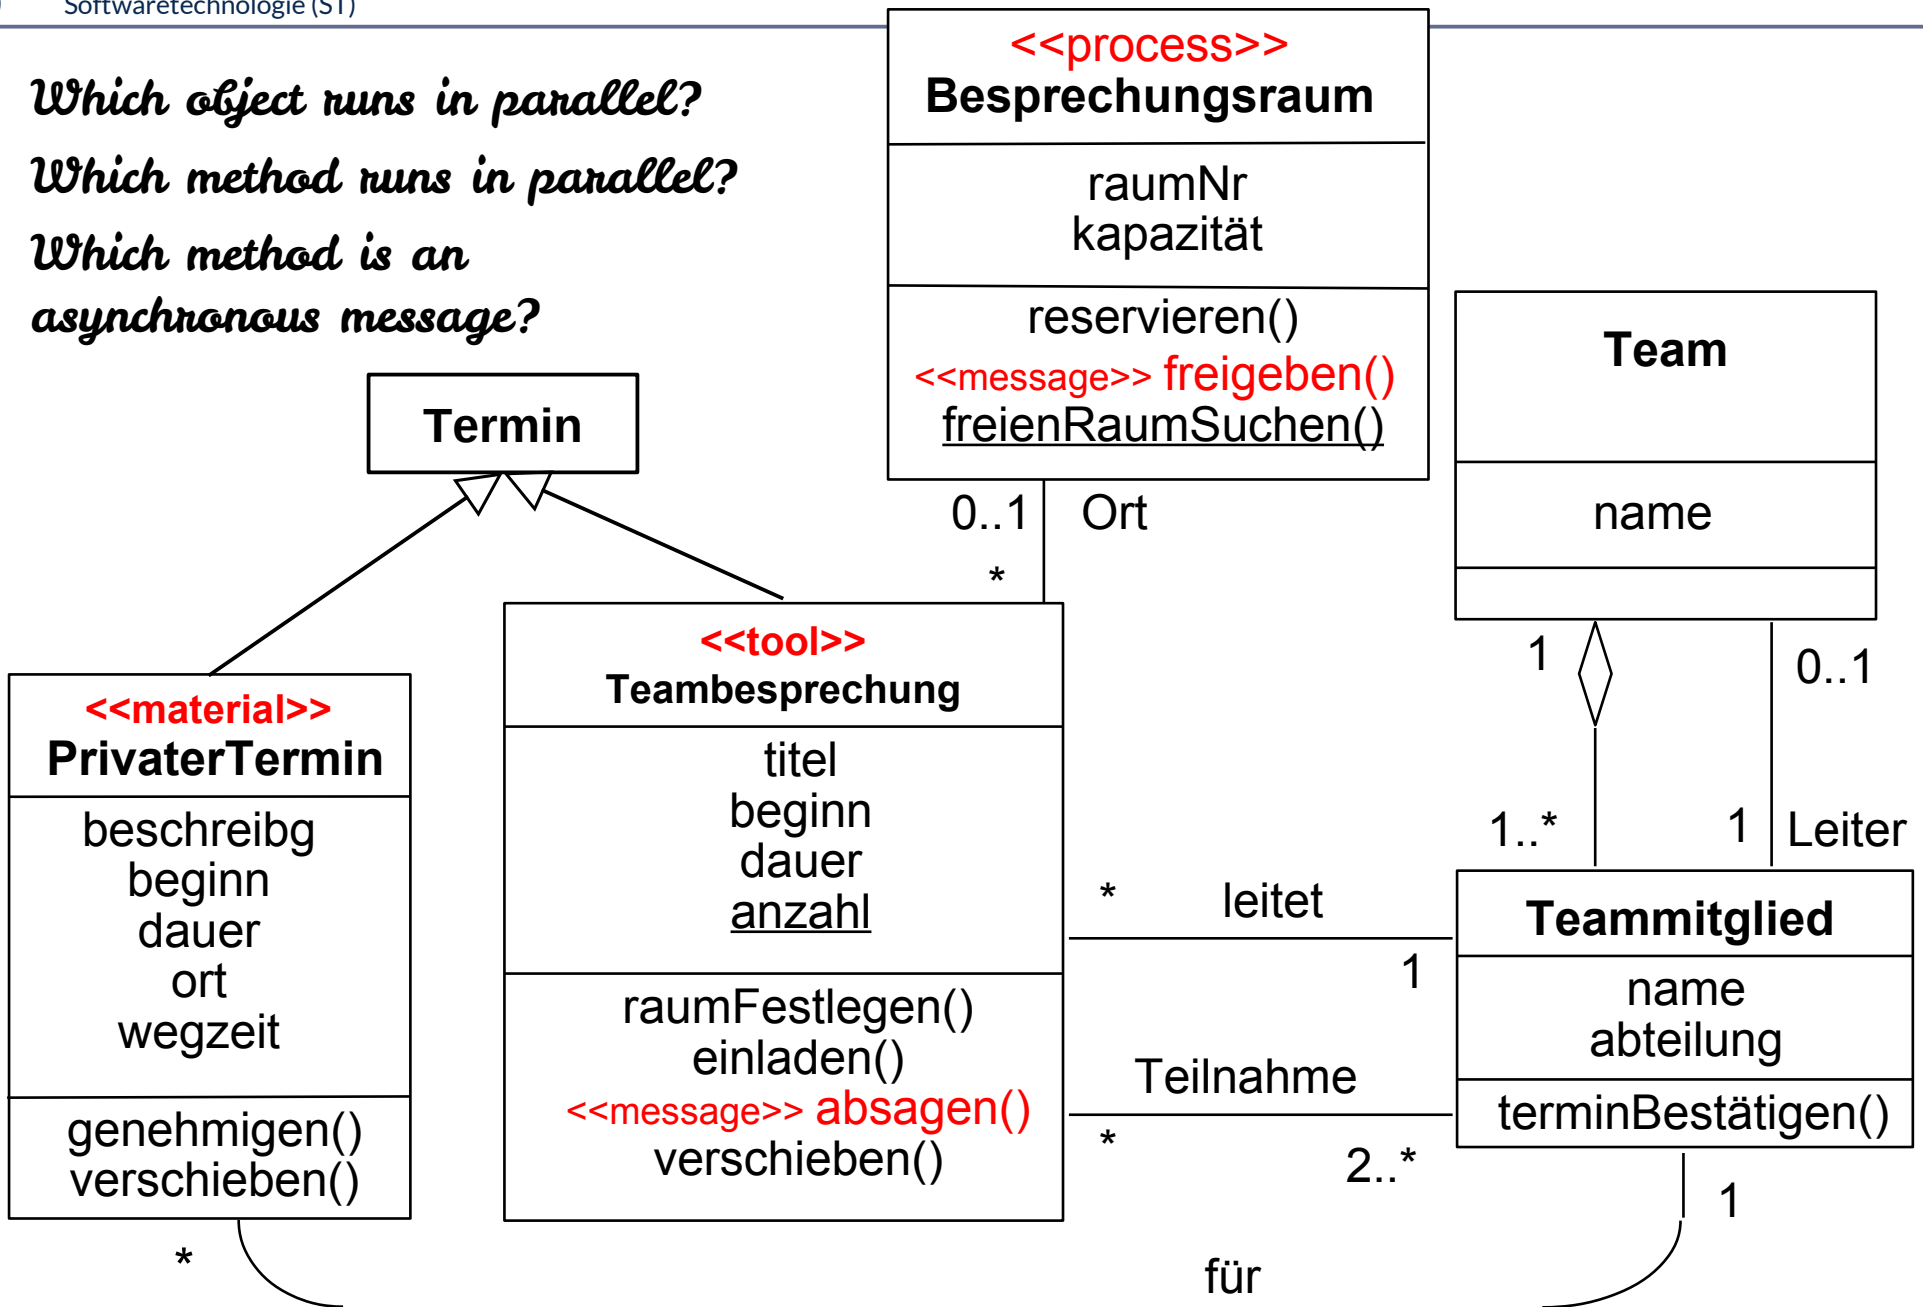 Softwaretechnologie (ST)
Which object runs in parallel?
Which method runs in parallel?
Which method is an
asynchronous message?
<<process>>
Besprechungsraum
raumNr
kapazität
reservieren()
<<message>> freigeben()
freienRaumSuchen()
Team
name
Termin
0..1 Ort
*
1
0..1
<<material>>
PrivaterTermin
beschreibg
beginn
dauer
ort
wegzeit
genehmigen()
verschieben()
*
<<tool>>
Teambesprechung
titel
beginn
dauer
anzahl
raumFestlegen()
einladen()
<<message>> absagen()
verschieben()
1..*
1 Leiter
* leitet
1
Teilnahme
*
2..*
Teammitglied
name
abteilung
terminBestätigen()
1
für